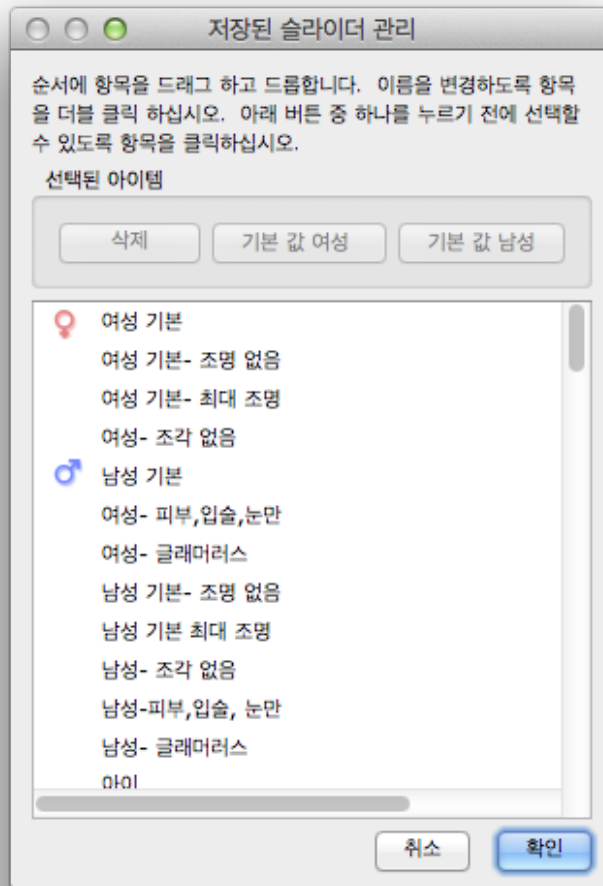 저장된 슬라이더 관리
순서에 항목을 드래그 하고 드롭합니다. 이름을 변경하도록 항목
을 더블 클릭 하십시오. 아래 버튼 중 하나를 누르기 전에 선택할
수 있도록 항목을 클릭하십시오.
선택된 아이템
삭제 기본 값 여성 기본 값 남성
여성 기본
여성 기본- 조명 없음
여성 기본- 최대 조명
여성- 조각 없음
남성 기본
여성- 피부,입술,눈만
여성- 글래머러스
남성 기본- 조명 없음
남성 기본 최대 조명
남성- 조각 없음
남성-피부,입술, 눈만
남성- 글래머러스
아이
취소 확인